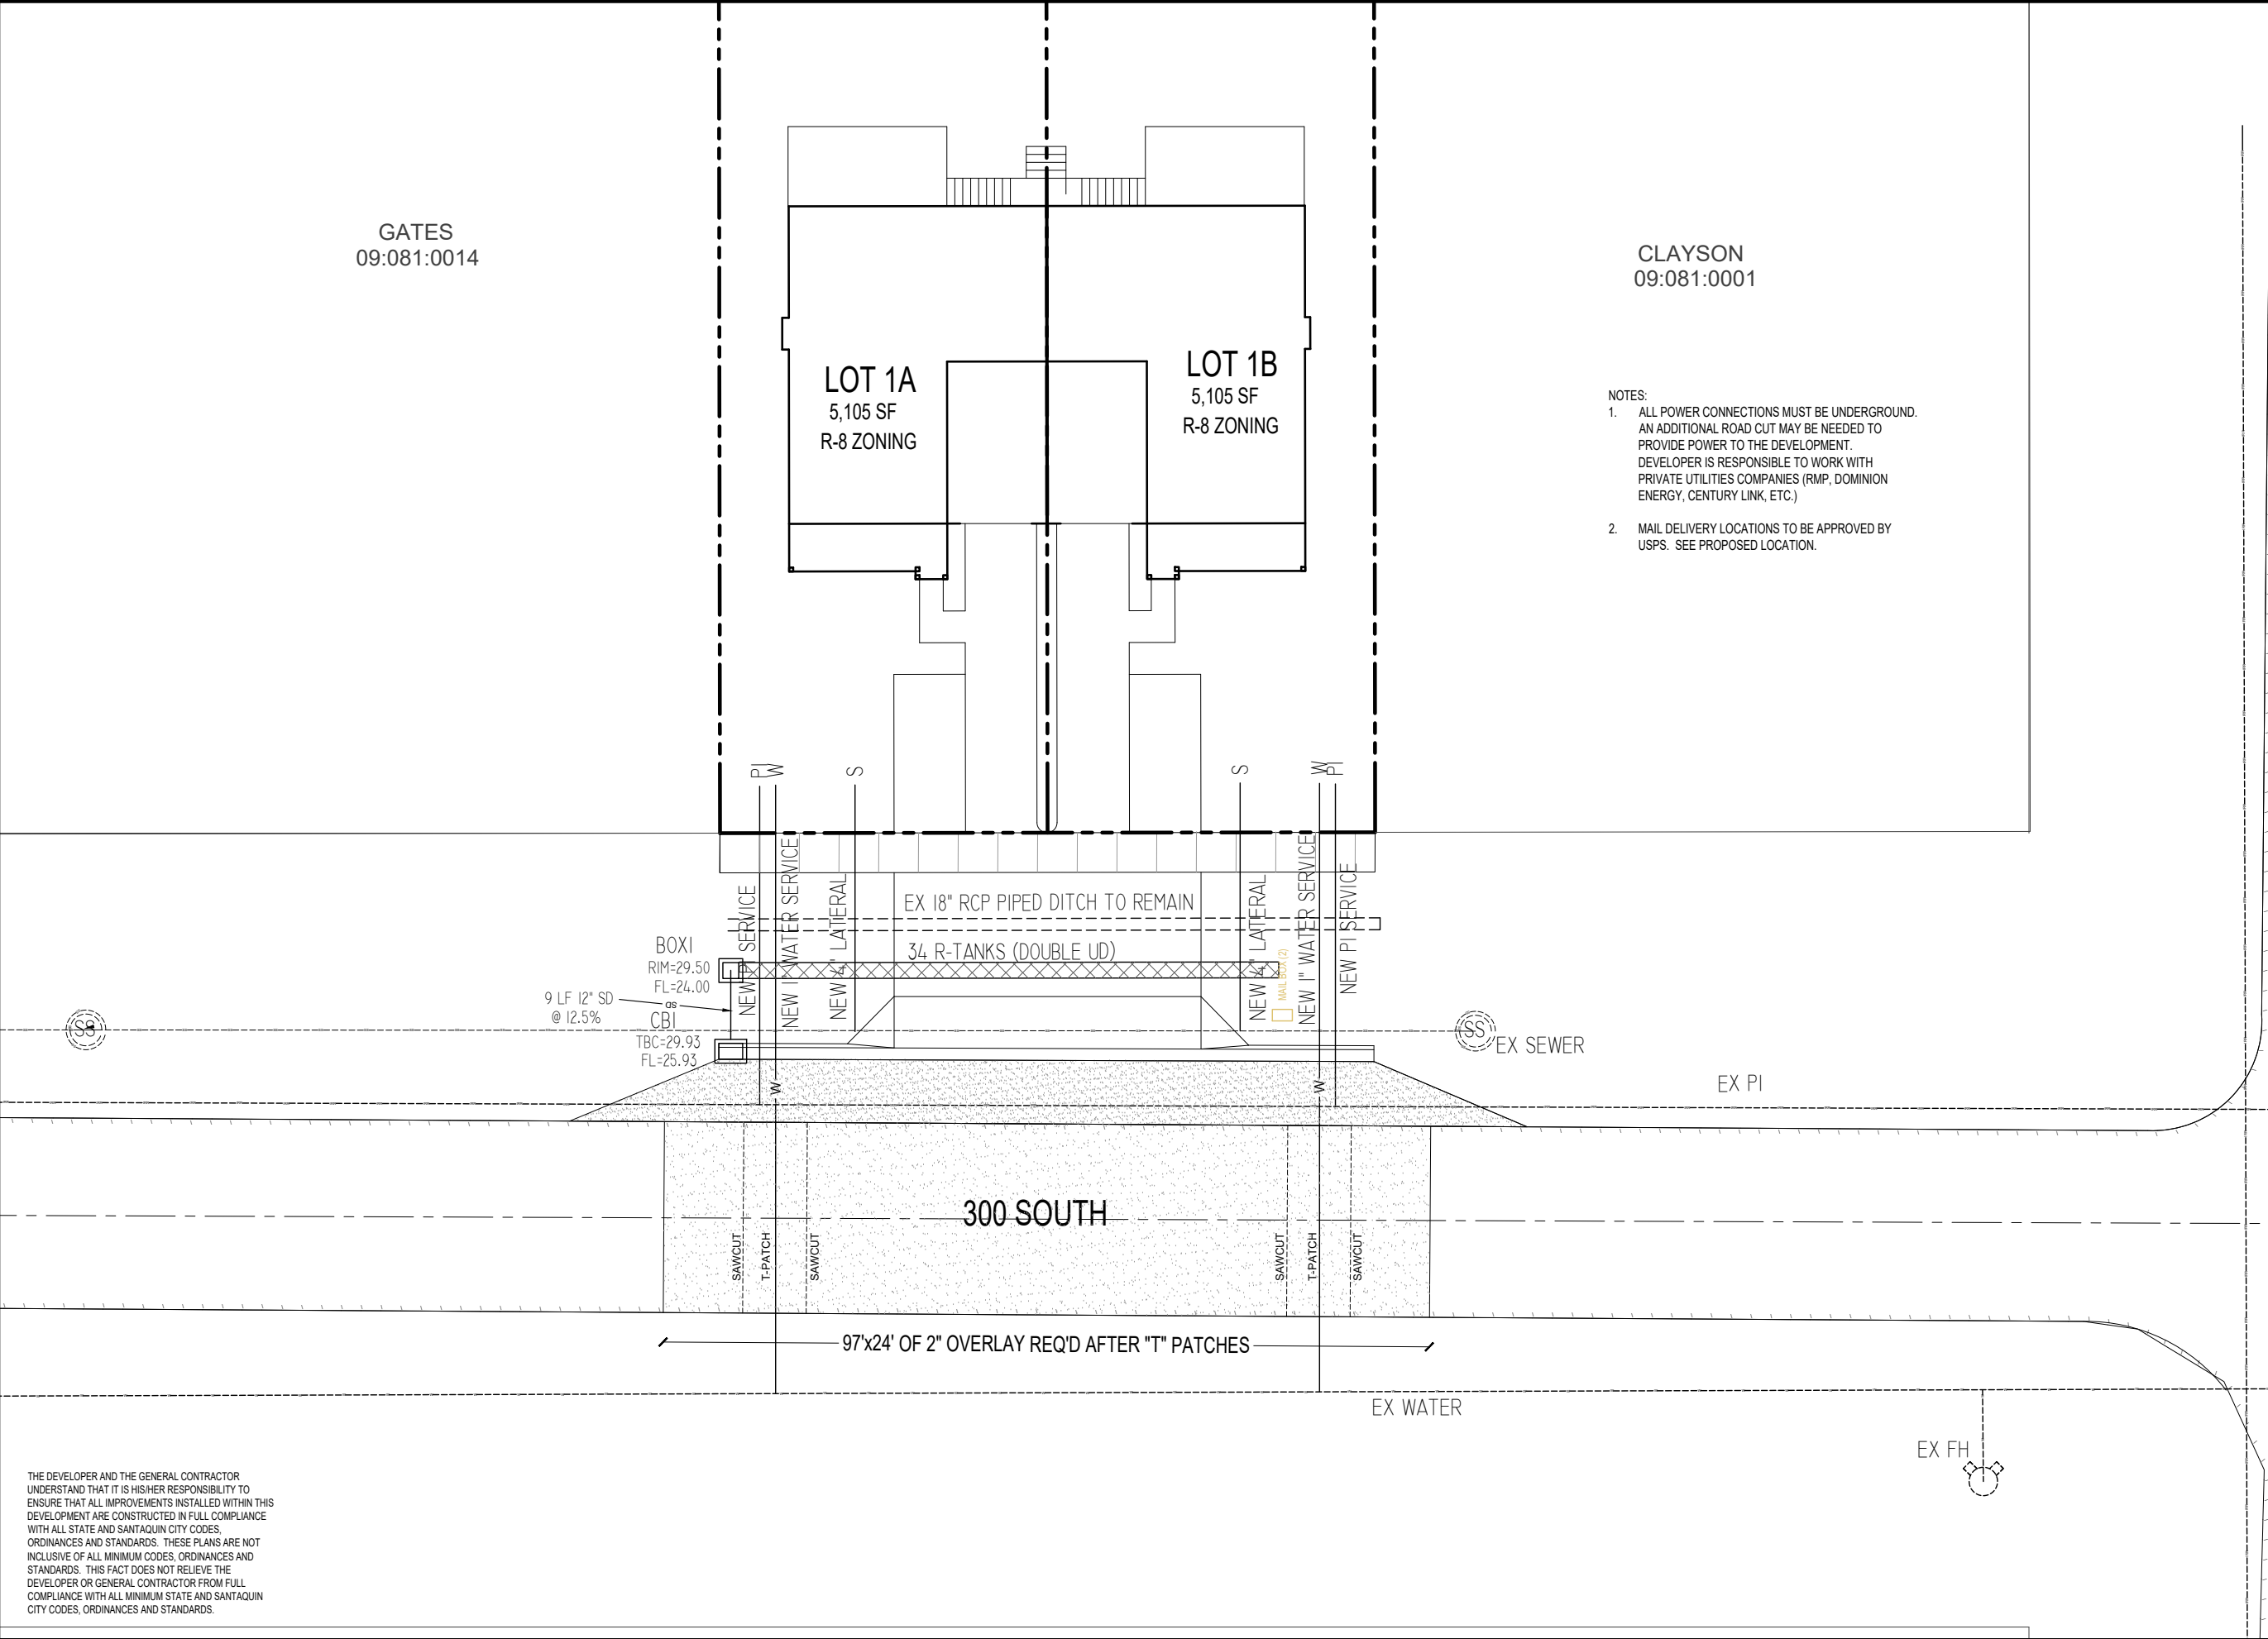 GATES
09:081:0014
CLAYSON
09:081:0001
LOT 1A
5,105 SF
R-8 ZONING
LOT 1B
5,105 SF
R-8 ZONING
NOTES:
1. ALL POWER CONNECTIONS MUST BE UNDERGROUND.
AN ADDITIONAL ROAD CUT MAY BE NEEDED TO
PROVIDE POWER TO THE DEVELOPMENT.
DEVELOPER IS RESPONSIBLE TO WORK WITH
PRIVATE UTILITIES COMPANIES (RMP, DOMINION
ENERGY, CENTURY LINK, ETC.)
2. MAIL DELIVERY LOCATIONS TO BE APPROVED BY
USPS. SEE PROPOSED LOCATION.
PI
W
S
S
W
PI
NEW PI SERVICE
NEW 1" WATER SERVICE
NEW 4" LATERAL
EX 18" RCP PIPED DITCH TO REMAIN
34 R-TANKS (DOUBLE UD)
NEW 4" LATERAL
MAIL BOX (2)
NEW 1" WATER SERVICE
NEW PI SERVICE
BOX1
RIM=29.50
FL=24.00
9 LF 12" SD
@ 12.5%
SD
CB1
TBC=29.93
FL=25.93
SS
SS
EX SEWER
EX PI
W
W
300 SOUTH
SAWCUT
T-PATCH
SAWCUT
SAWCUT
T-PATCH
SAWCUT
97'x24' OF 2" OVERLAY REQ'D AFTER "T" PATCHES
EX WATER
EX FH
THE DEVELOPER AND THE GENERAL CONTRACTOR
UNDERSTAND THAT IT IS HIS/HER RESPONSIBILITY TO
ENSURE THAT ALL IMPROVEMENTS INSTALLED WITHIN THIS
DEVELOPMENT ARE CONSTRUCTED IN FULL COMPLIANCE
WITH ALL STATE AND SANTAQUIN CITY CODES,
ORDINANCES AND STANDARDS. THESE PLANS ARE NOT
INCLUSIVE OF ALL MINIMUM CODES, ORDINANCES AND
STANDARDS. THIS FACT DOES NOT RELIEVE THE
DEVELOPER OR GENERAL CONTRACTOR FROM FULL
COMPLIANCE WITH ALL MINIMUM STATE AND SANTAQUIN
CITY CODES, ORDINANCES AND STANDARDS.